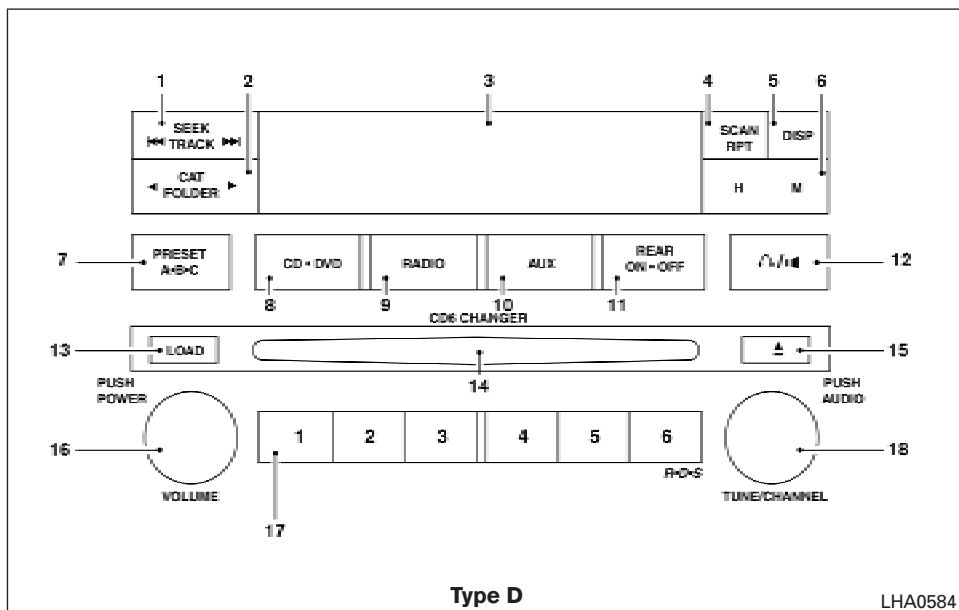 1 2 3 4 5 6
SEEK
TRACK
CAT
FOLDER
SCAN
RPT
DISP
H M
7 PRESET
A•B•C
CD • DVD
RADIO
AUX
REAR
ON – OFF
12
8 9 10 11
CD6 CHANGER
13 LOAD
14
15
PUSH
POWER
PUSH
AUDIO
16
1 2 3 4 5 6
18
R•D•S
VOLUME
TUNE/CHANNEL
17
Type D
LHA0584